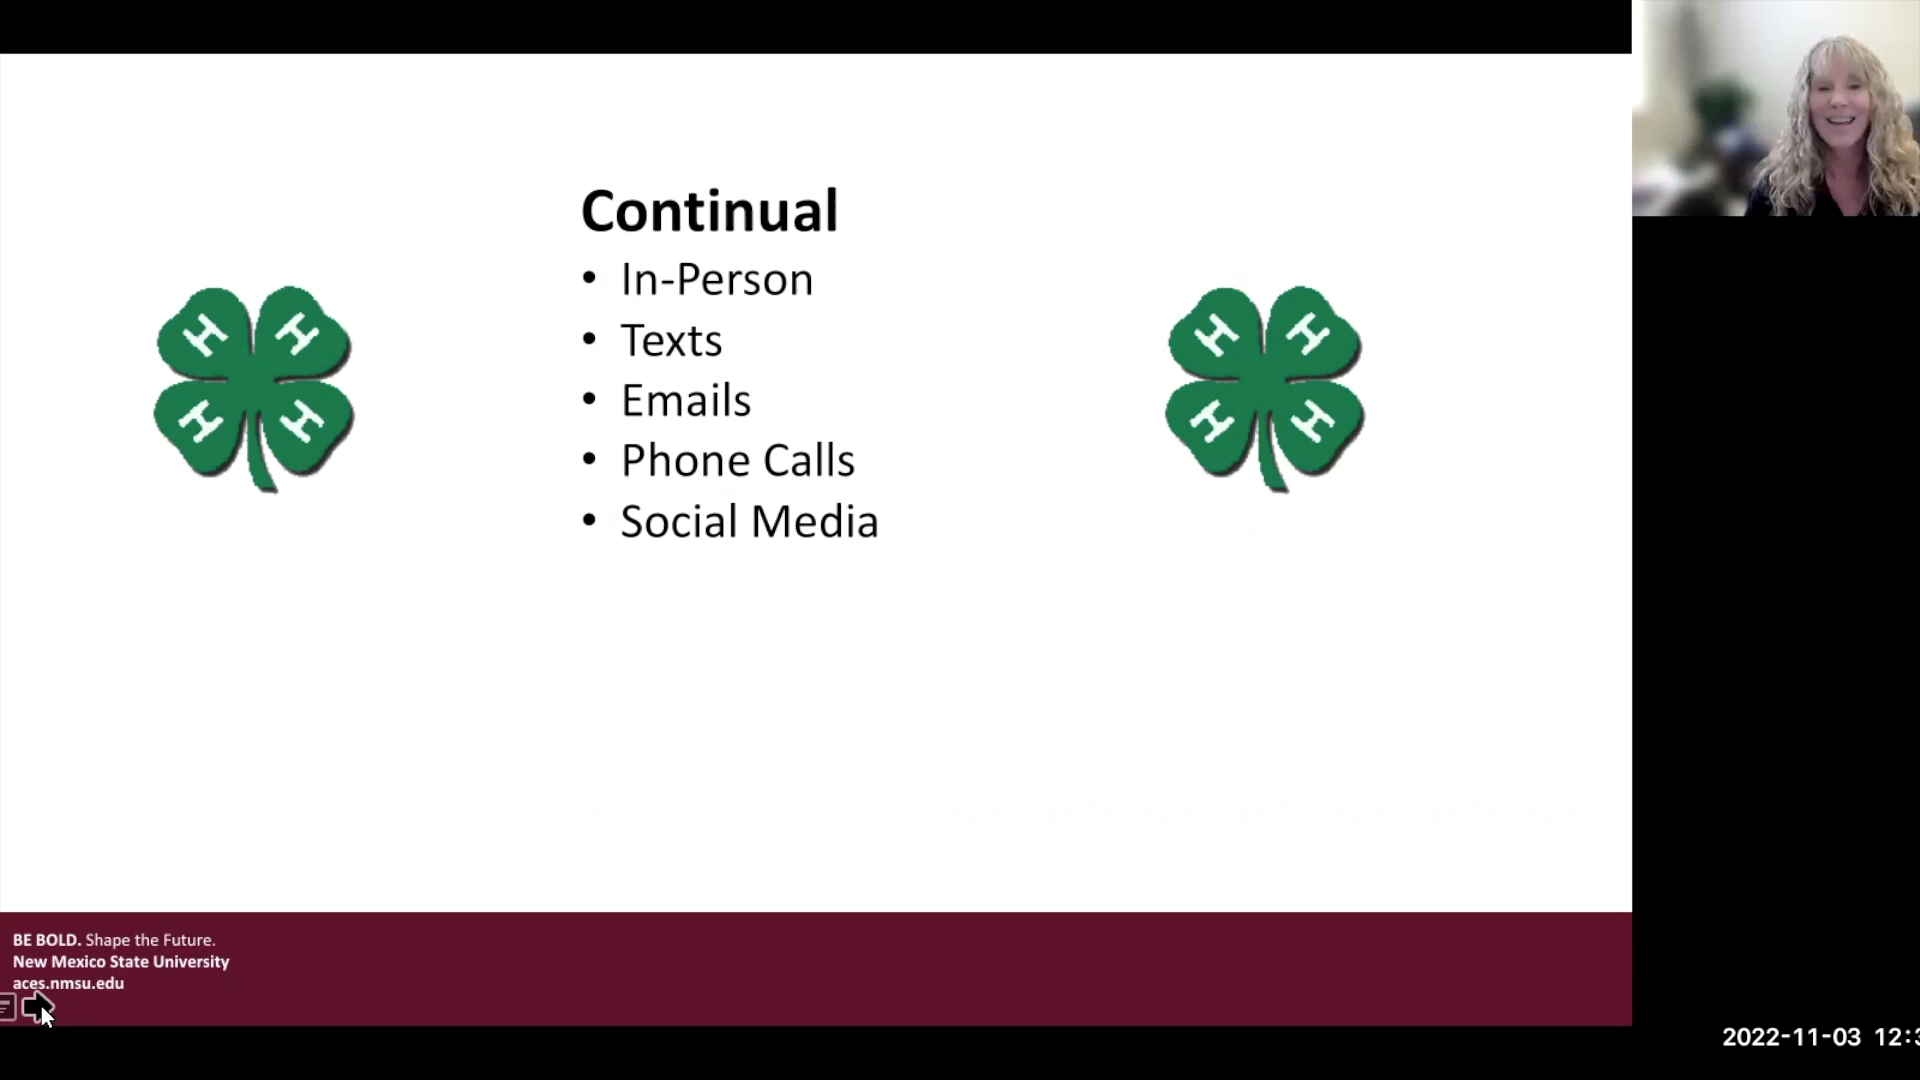 Continual
• In-Person
• Texts
• Emails
• Phone Calls
• Social Media
H H
H H
H H
H H
BE BOLD. Shape the Future.
New Mexico State University
aces.nmsu.edu
2022-11-03 12:3